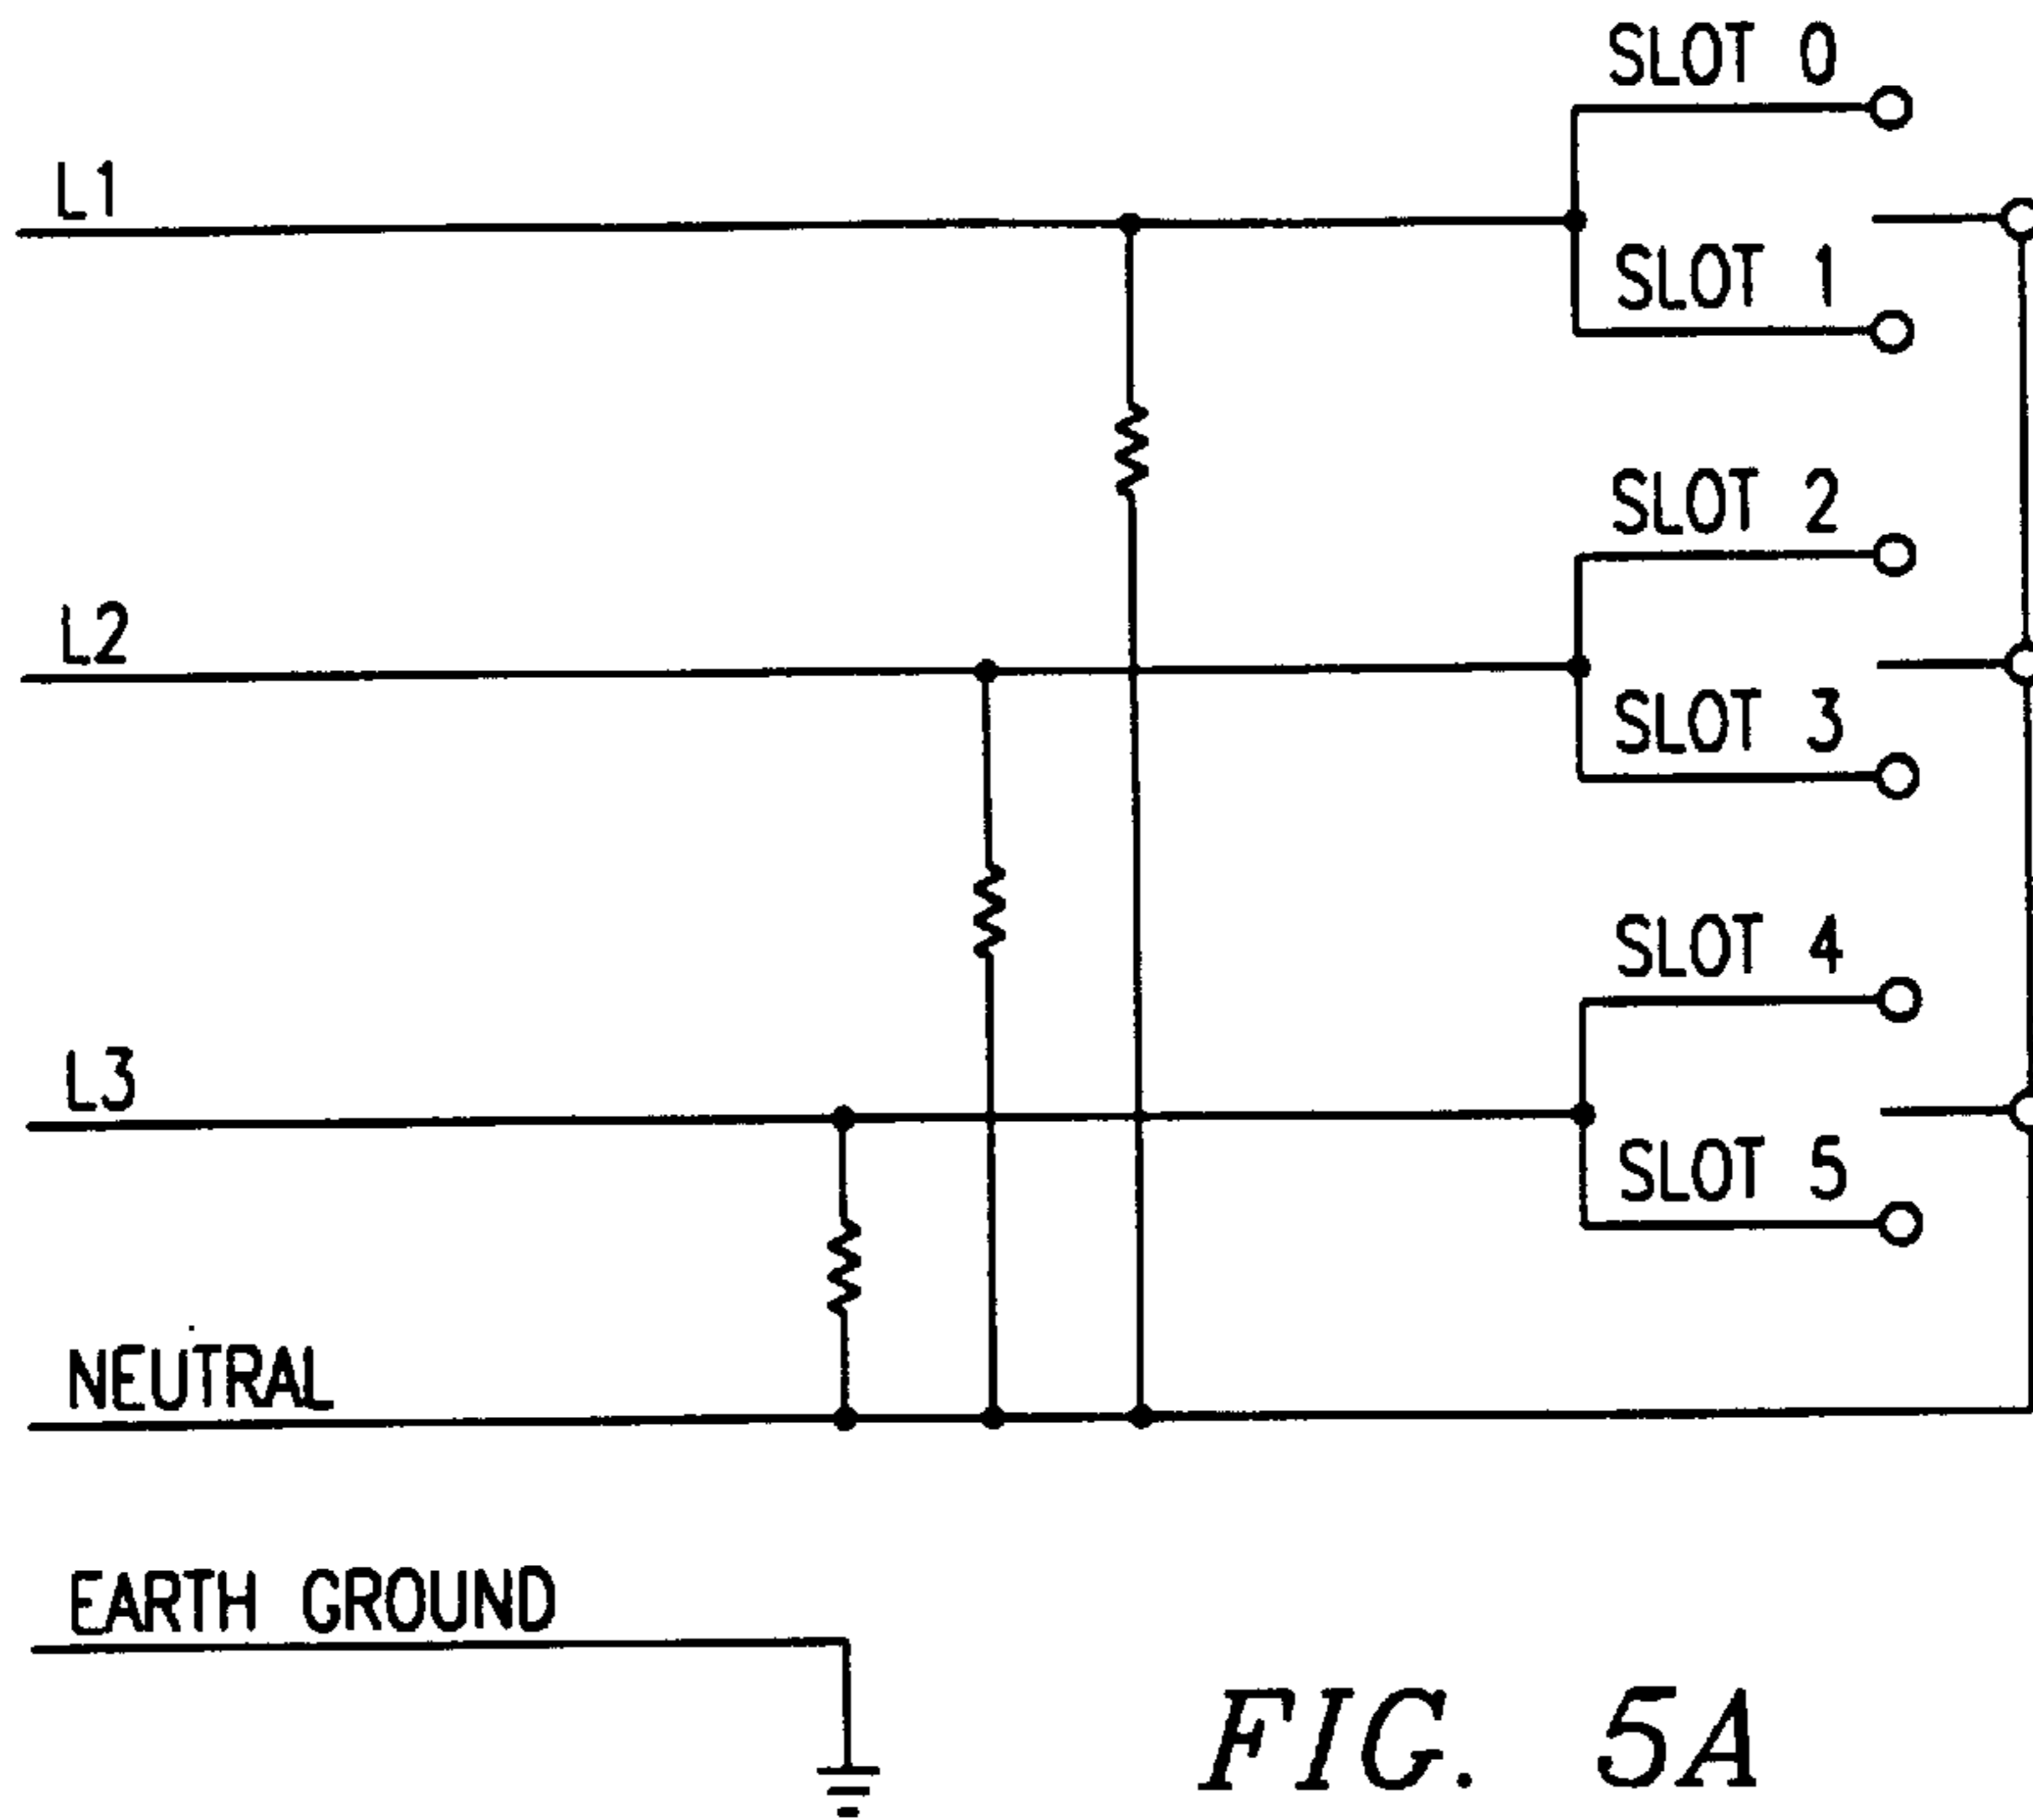 SLOT 0
L1
SLOT 1
SLOT 2
L2
SLOT 3
SLOT 4
L3
SLOT 5
NEUTRAL
EARTH GROUND
FIG. 5A